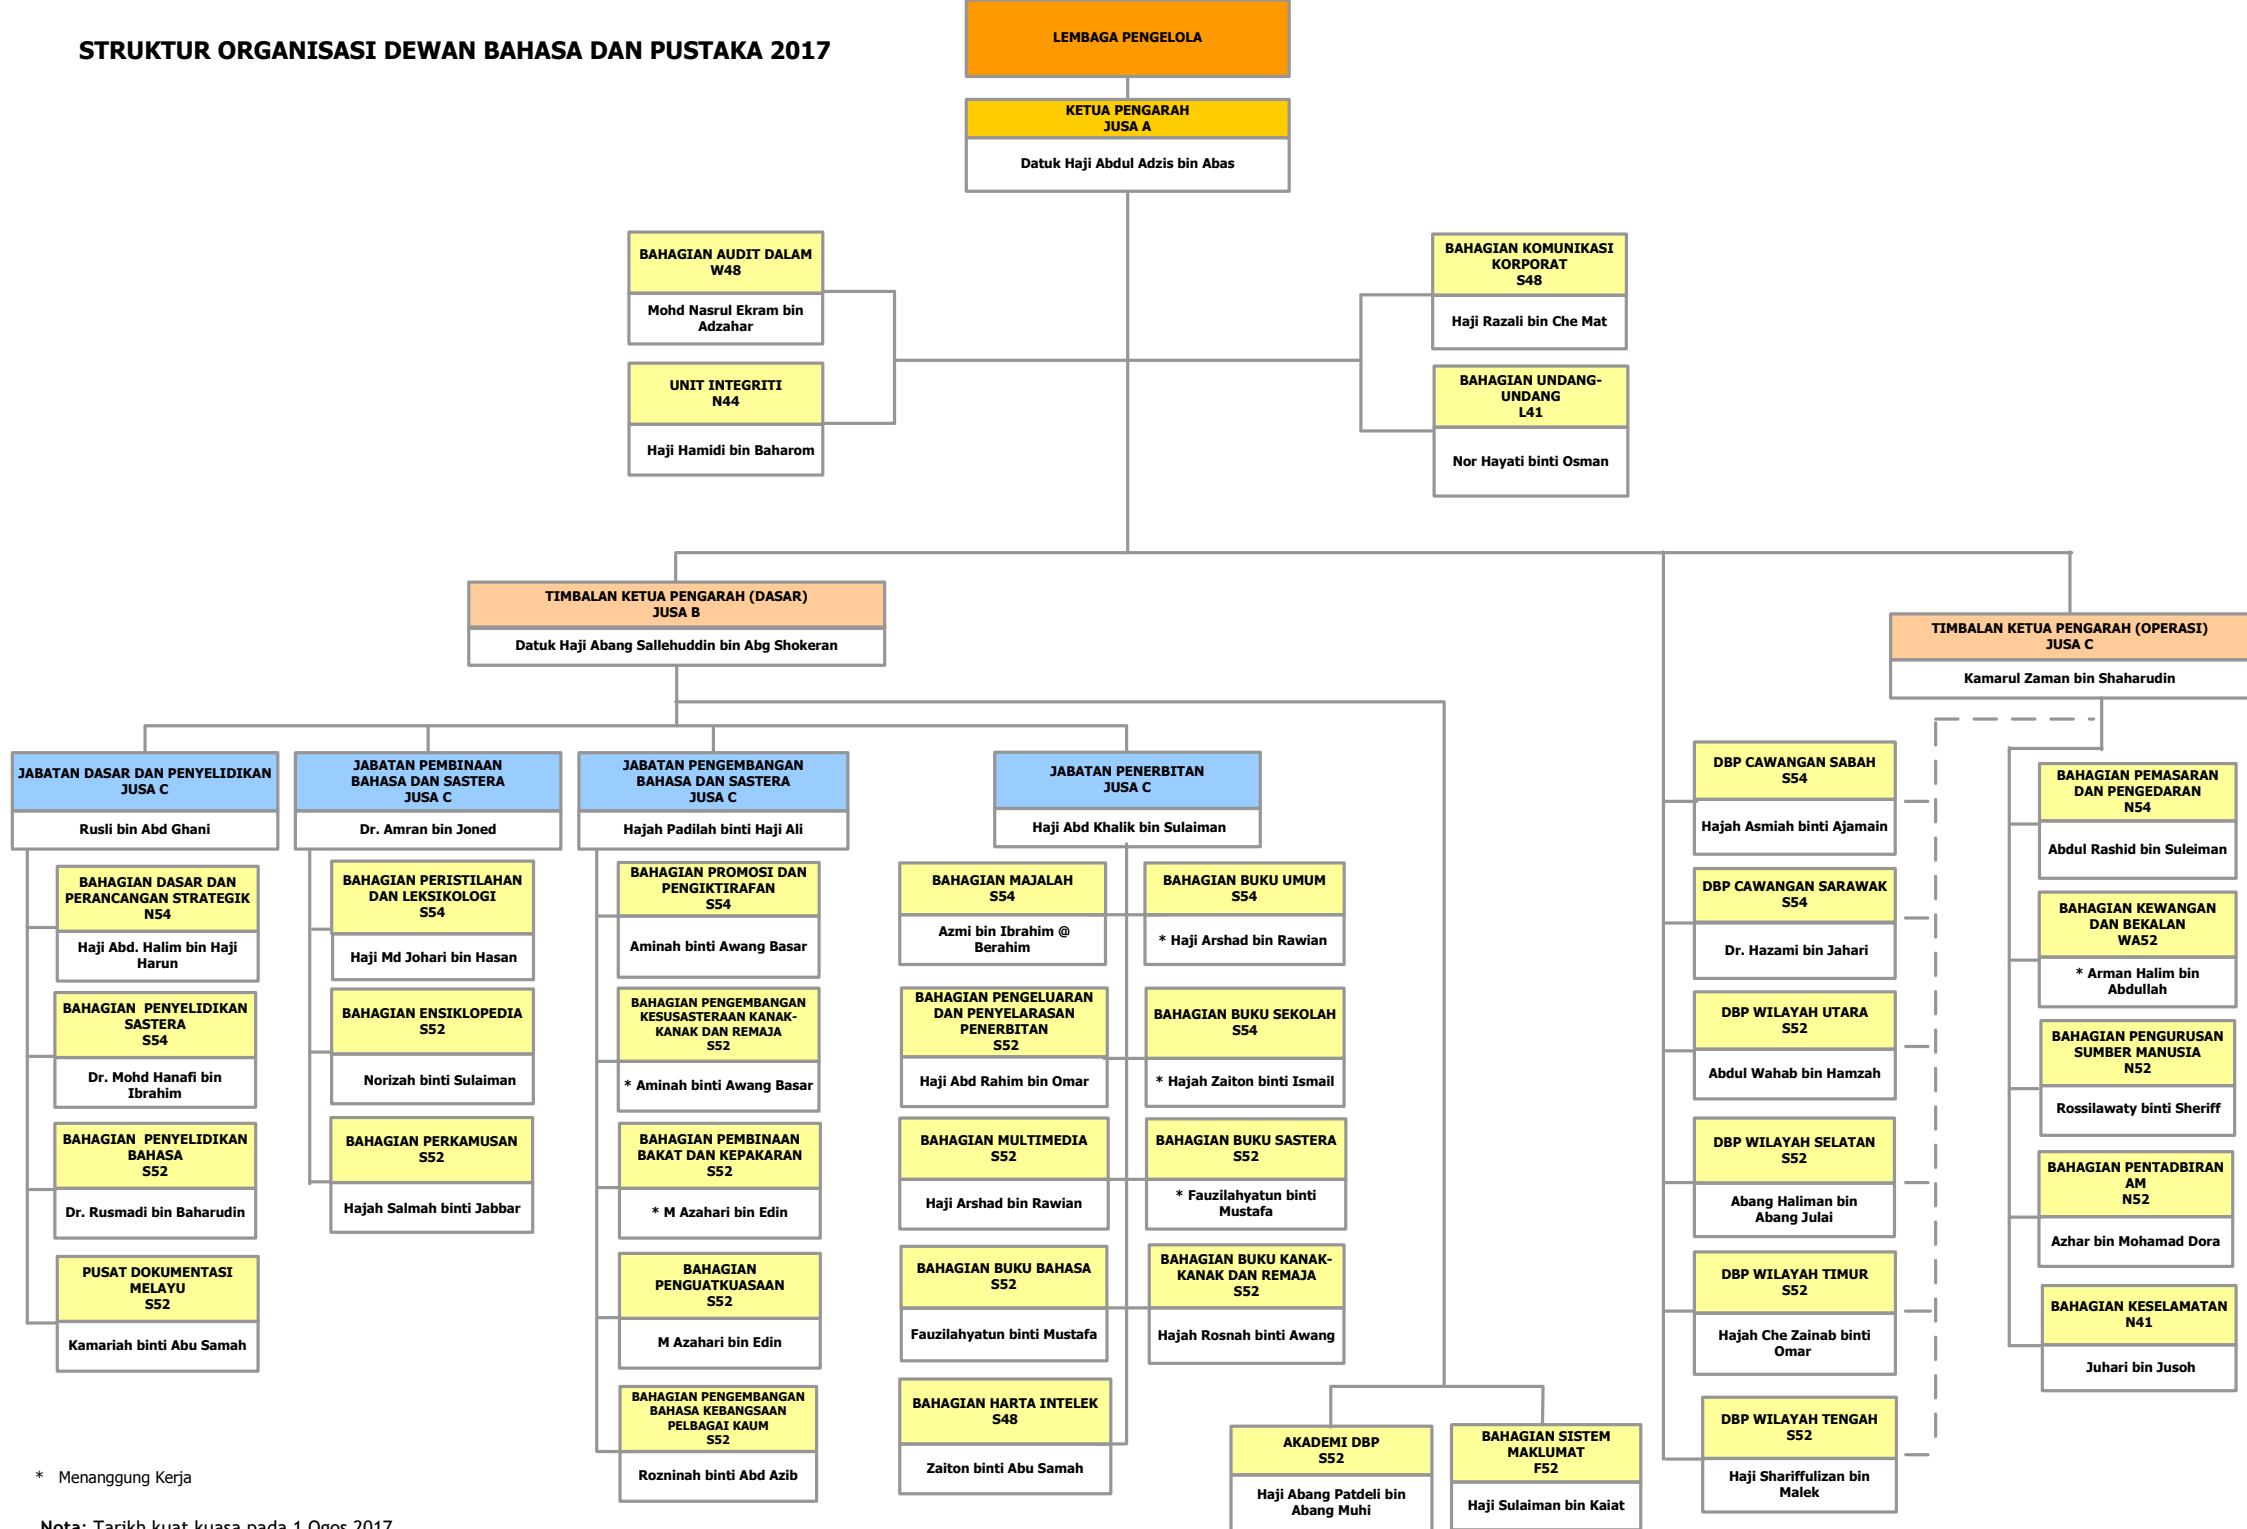 STRUKTUR ORGANISASI DEWAN BAHASA DAN PUSTAKA 2017
LEMBAGA PENGELOLA
KETUA PENGARAH
JUSA A
Datuk Haji Abdul Adzis bin Abas
BAHAGIAN AUDIT DALAM
W48
Mohd Nasrul Ekram bin
Adzahar
UNIT INTEGRITI
N44
Haji Hamidi bin Baharom
BAHAGIAN KOMUNIKASI
KORPORAT
S48
Haji Razali bin Che Mat
BAHAGIAN UNDANG-
UNDANG
L41
Nor Hayati binti Osman
TIMBALAN KETUA PENGARAH (DASAR)
JUSA B
Datuk Haji Abang Sallehuddin bin Abg Shokeran
TIMBALAN KETUA PENGARAH (OPERASI)
JUSA C
Kamarul Zaman bin Shaharudin
JABATAN DASAR DAN PENYELIDIKAN
JUSA C
Rusli bin Abd Ghani
BAHAGIAN DASAR DAN
PERANCANGAN STRATEGIK
N54
Haji Abd. Halim bin Haji
Harun
BAHAGIAN PENYELIDIKAN
SASTERA
S54
Dr. Mohd Hanafi bin
Ibrahim
BAHAGIAN PENYELIDIKAN
BAHASA
S52
Dr. Rusmadi bin Baharudin
PUSAT DOKUMENTASI
MELAYU
S52
Kamariah binti Abu Samah
JABATAN PEMBINAAN
BAHASA DAN SASTERA
JUSA C
Dr. Amran bin Joned
BAHAGIAN PERISTILAHAN
DAN LEKSIKOLOGI
S54
Haji Md Johari bin Hasan
BAHAGIAN ENSIKLOPEDIA
S52
Norizah binti Sulaiman
BAHAGIAN PERKAMUSAN
S52
Hajah Salmah binti Jabbar
JABATAN PENGEMBANGAN
BAHASA DAN SASTERA
JUSA C
Hajah Padilah binti Haji Ali
BAHAGIAN PROMOSI DAN
PENGIKTIRAFAN
S54
Aminah binti Awang Basar
BAHAGIAN PENGEMBANGAN
KESUSASTERAAN KANAK-
KANAK DAN REMAJA
S52
* Aminah binti Awang Basar
BAHAGIAN PEMBINAAN
BAKAT DAN KEPAKARAN
S52
* M Azahari bin Edin
BAHAGIAN
PENGUATKUASAAN
S52
M Azahari bin Edin
BAHAGIAN PENGEMBANGAN
BAHASA KEBANGSAAN
PELBAGAI KAUM
S52
Rozninah binti Abd Azib
JABATAN PENERBITAN
JUSA C
Haji Abd Khalik bin Sulaiman
BAHAGIAN MAJALAH
S54
Azmi bin Ibrahim @
Berahim
BAHAGIAN BUKU UMUM
S54
* Haji Arshad bin Rawian
BAHAGIAN PENGELUARAN
DAN PENYELARASAN
PENERBITAN
S52
Haji Abd Rahim bin Omar
BAHAGIAN BUKU SEKOLAH
S54
* Hajah Zaiton binti Ismail
BAHAGIAN MULTIMEDIA
S52
Haji Arshad bin Rawian
BAHAGIAN BUKU SASTERA
S52
* Fauzilahyatun binti
Mustafa
BAHAGIAN BUKU BAHASA
S52
Fauzilahyatun binti Mustafa
BAHAGIAN BUKU KANAK-
KANAK DAN REMAJA
S52
Hajah Rosnah binti Awang
BAHAGIAN HARTA INTELEK
S48
Zaiton binti Abu Samah
AKADEMI DBP
S52
Haji Abang Patdeli bin
Abang Muhi
BAHAGIAN SISTEM
MAKLUMAT
F52
Haji Sulaiman bin Kaiat
DBP CAWANGAN SABAH
S54
Hajah Asmiah binti Ajamain
DBP CAWANGAN SARAWAK
S54
Dr. Hazami bin Jahari
DBP WILAYAH UTARA
S52
Abdul Wahab bin Hamzah
DBP WILAYAH SELATAN
S52
Abang Haliman bin
Abang Julai
DBP WILAYAH TIMUR
S52
Hajah Che Zainab binti
Omar
DBP WILAYAH TENGAH
S52
Haji Shariffulizan bin
Malek
BAHAGIAN PEMASARAN
DAN PENGEDARAN
N54
Abdul Rashid bin Suleiman
BAHAGIAN KEWANGAN
DAN BEKALAN
WA52
* Arman Halim bin
Abdullah
BAHAGIAN PENGURUSAN
SUMBER MANUSIA
N52
Rossilawaty binti Sheriff
BAHAGIAN PENTADBIRAN
AM
N52
Azhar bin Mohamad Dora
BAHAGIAN KESELAMATAN
N41
Juhari bin Jusoh
* Menanggung Kerja
Nota: Tarikh kuat kuasa pada 1 Ogos 2017